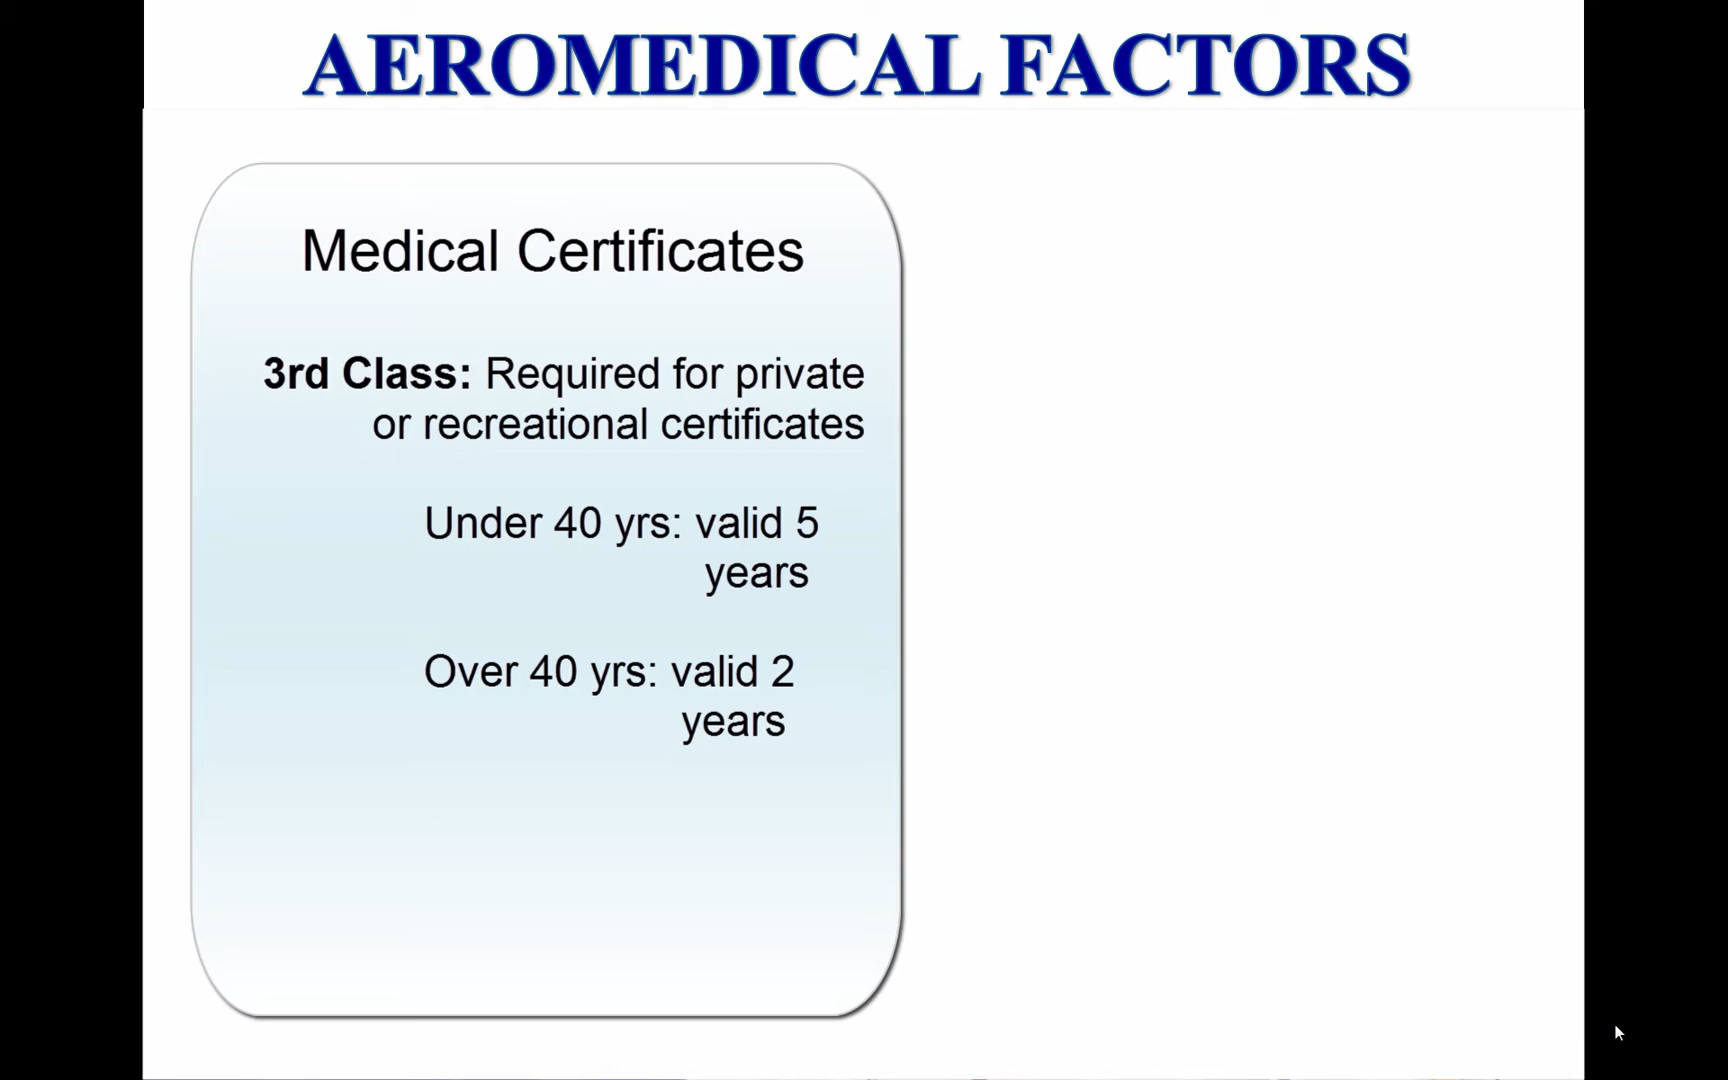 AEROMEDICAL FACTORS
Medical Certificates
3rd Class: Required for private
or recreational certificates
Under 40 yrs: valid 5
years
Over 40 yrs: valid 2
years